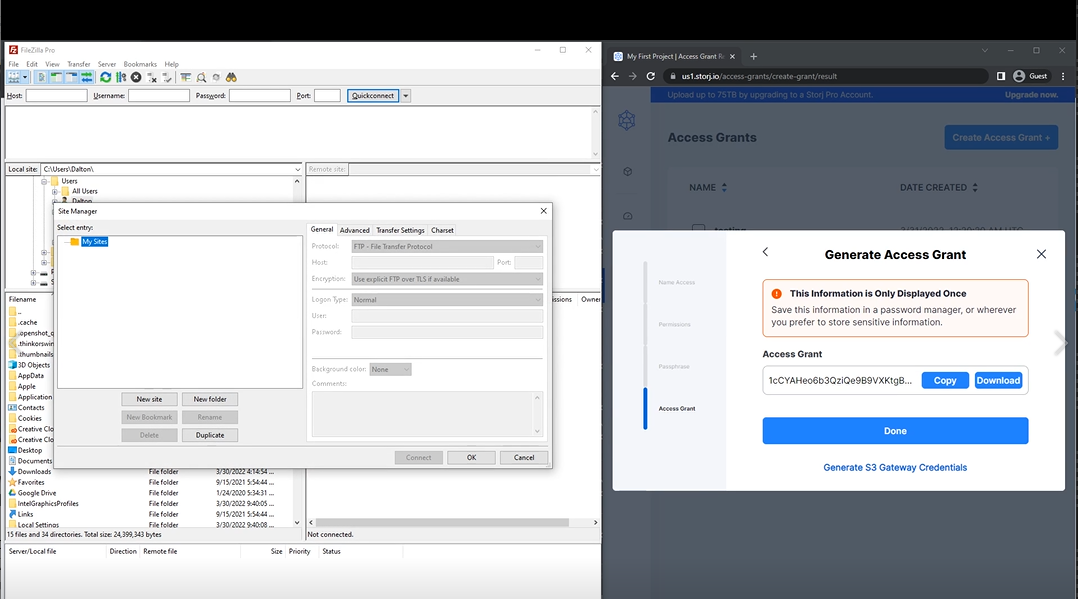 FileZilla Pro
File Edit View Transfer Server Bookmarks Help
Host: Username: Password: Port: Quickconnect
Local site: C:\Users\Dalton\
Remote site:
Users
All Users
Dalton
Site Manager
Select entry:
My Sites
New site New folder
New Bookmark Rename
Delete Duplicate
General Advanced Transfer Settings Charset
Protocol: FTP - File Transfer Protocol
Host: Port:
Encryption: Use explicit FTP over TLS if available
Logon Type: Normal
User:
Password:
Background color: None
Comments:
Connect OK Cancel
Filename
Owner
..
.cache
.thumbnails
3D Objects
AppData
Apple
Application
Contacts
Cookies
Creative Clo
Creative Clo
Desktop
Documents
Downloads File folder 3/30/2022 4:14:54 ...
Favorites File folder 9/15/2021 5:54:44 ...
Google Drive File folder 1/24/2020 5:34:31 ...
IntelGraphicsProfiles File folder 3/30/2022 9:40:05 ...
Links File folder 9/15/2021 5:54:44 ...
Local Settings File folder 3/30/2022 9:40:08 ...
15 files and 34 directories. Total size: 24,399,343 bytes
Not connected.
Server/Local file Direction Remote file Size Priority Status
My First Project | Access Grant R
us1.storj.io/access-grants/create-grant/result
Guest
Upload up to 75TB by upgrading to a Storj Pro Account. Upgrade now.
Access Grants
Create Access Grant +
NAME DATE CREATED
Name Access
Permissions
Passphrase
Access Grant
Generate Access Grant
This Information is Only Displayed Once
Save this information in a password manager, or wherever
you prefer to store sensitive information.
Access Grant
1cCYAHeo6b3QziQe9B9VXKtgB... Copy Download
Done
Generate S3 Gateway Credentials